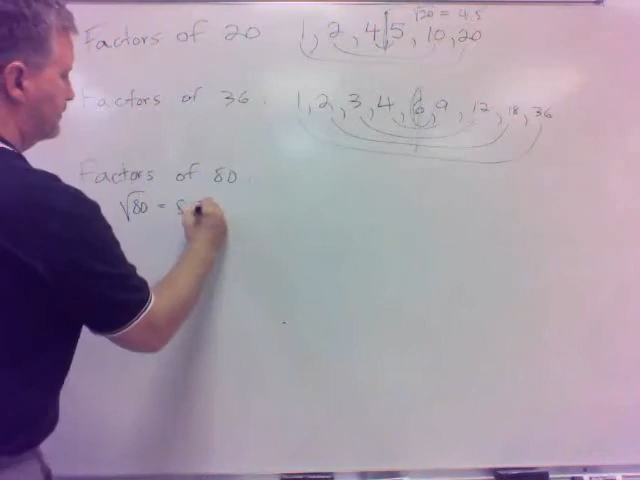 Factors of 20 1, 2, 4 5, 10, 20 √20 = 4.5
Factors of 36. 1, 2, 3, 4, 6, 9, 12, 18, 36
Factors of 80
√80 = 8